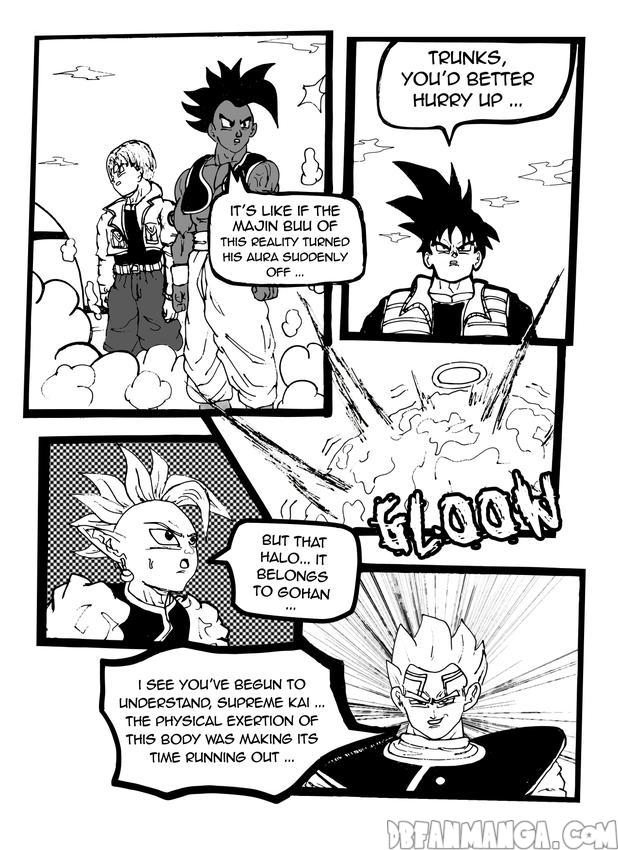 IT'S LIKE IF THE
MAJIN BUU OF
THIS REALITY TURNED
HIS AURA SUDDENLY
OFF ...
TRUNKS,
YOU'D BETTER
HURRY UP ...
GLOOW
BUT THAT
HALO... IT
BELONGS
TO GOHAN
...
I SEE YOU'VE BEGUN TO
UNDERSTAND, SUPREME KAI ...
THE PHYSICAL EXERTION OF
THIS BODY WAS MAKING ITS
TIME RUNNING OUT ...
DBFANMANGA.COM